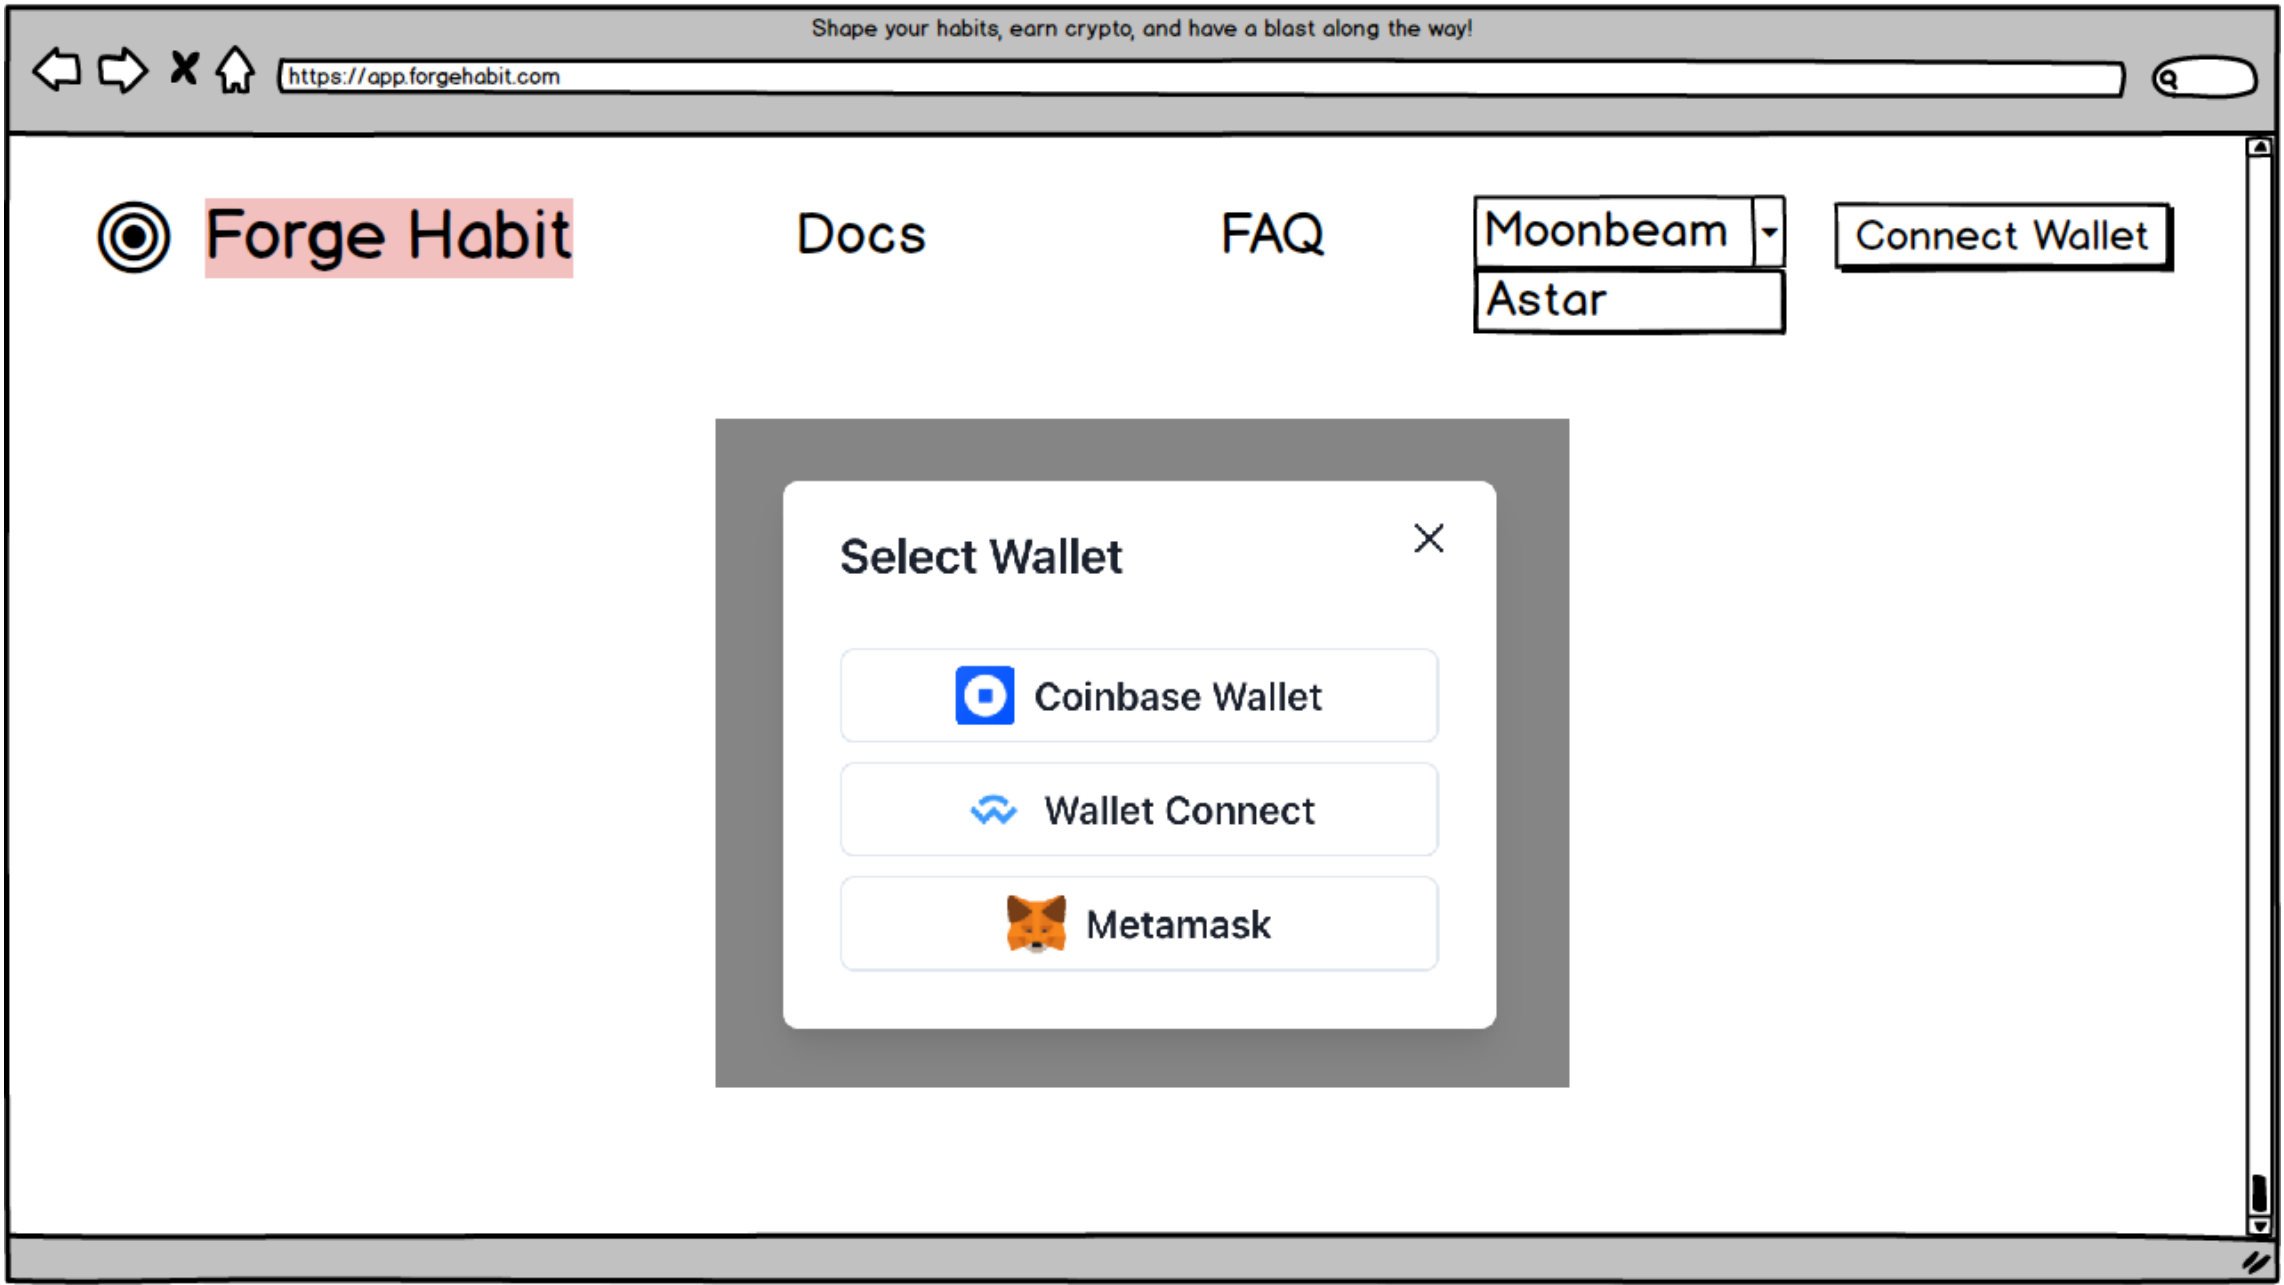 Shape your habits, earn crypto, and have a blast along the way!
https://app.forgehabit.com
Forge Habit
Docs
FAQ
Moonbeam
Connect Wallet
Astar
Select Wallet
Coinbase Wallet
Wallet Connect
Metamask